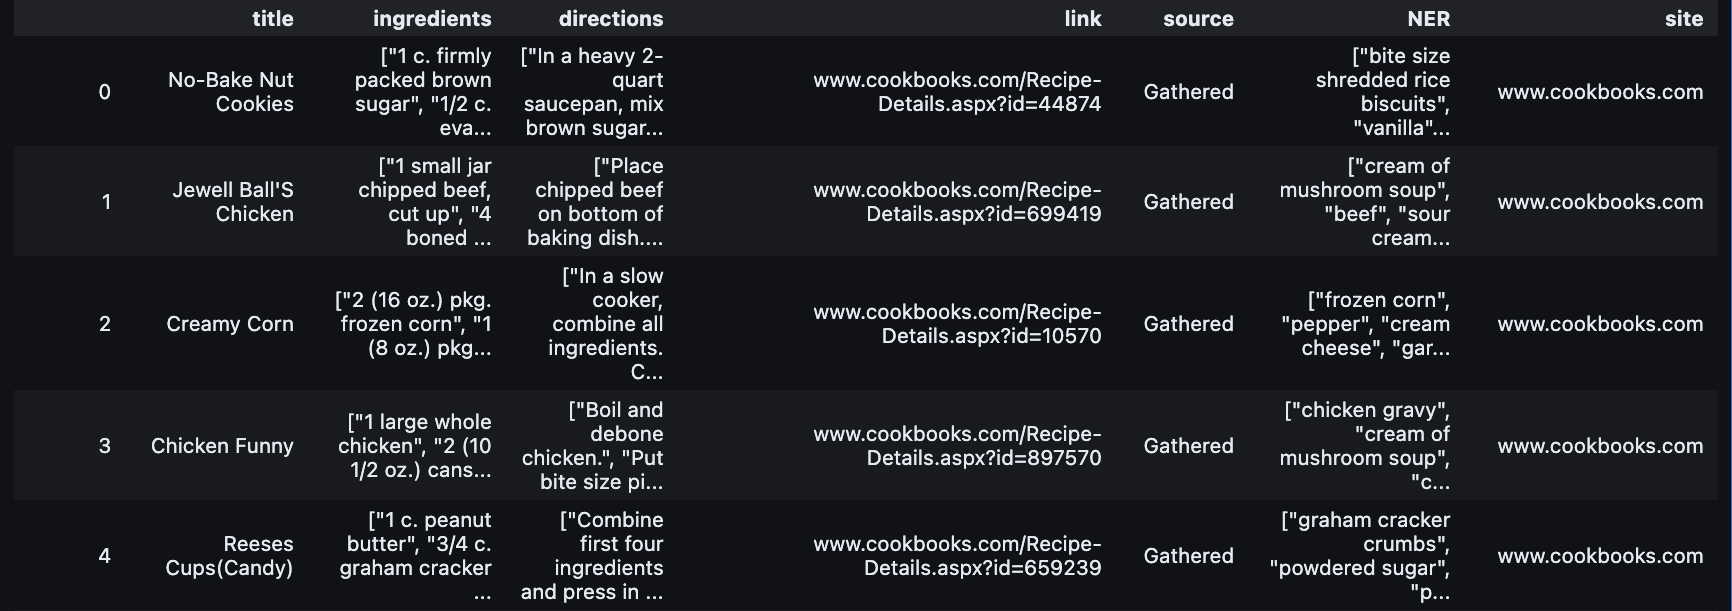 title ingredients directions link source NER site
0
No-Bake Nut
Cookies
["1 c. firmly
packed brown
sugar", "1/2 c.
eva...
["In a heavy 2-
quart
saucepan, mix
brown sugar...
www.cookbooks.com/Recipe-
Details.aspx?id=44874
Gathered
["bite size
shredded rice
biscuits",
"vanilla"...
www.cookbooks.com
1
Jewell Ball'S
Chicken
["1 small jar
chipped beef,
cut up", "4
boned ...
["Place
chipped beef
on bottom of
baking dish....
www.cookbooks.com/Recipe-
Details.aspx?id=699419
Gathered
["cream of
mushroom soup",
"beef", "sour
cream...
www.cookbooks.com
2
Creamy Corn
["2 (16 oz.) pkg.
frozen corn", "1
(8 oz.) pkg...
["In a slow
cooker,
combine all
ingredients.
C...
www.cookbooks.com/Recipe-
Details.aspx?id=10570
Gathered
["frozen corn",
"pepper", "cream
cheese", "gar...
www.cookbooks.com
3
Chicken Funny
["1 large whole
chicken", "2 (10
1/2 oz.) cans...
["Boil and
debone
chicken.", "Put
bite size pi...
www.cookbooks.com/Recipe-
Details.aspx?id=897570
Gathered
["chicken gravy",
"cream of
mushroom soup",
"c...
www.cookbooks.com
4
Reeses
Cups(Candy)
["1 c. peanut
butter", "3/4 c.
graham cracker
...
["Combine
first four
ingredients
and press in ...
www.cookbooks.com/Recipe-
Details.aspx?id=659239
Gathered
["graham cracker
crumbs",
"powdered sugar",
"p...
www.cookbooks.com